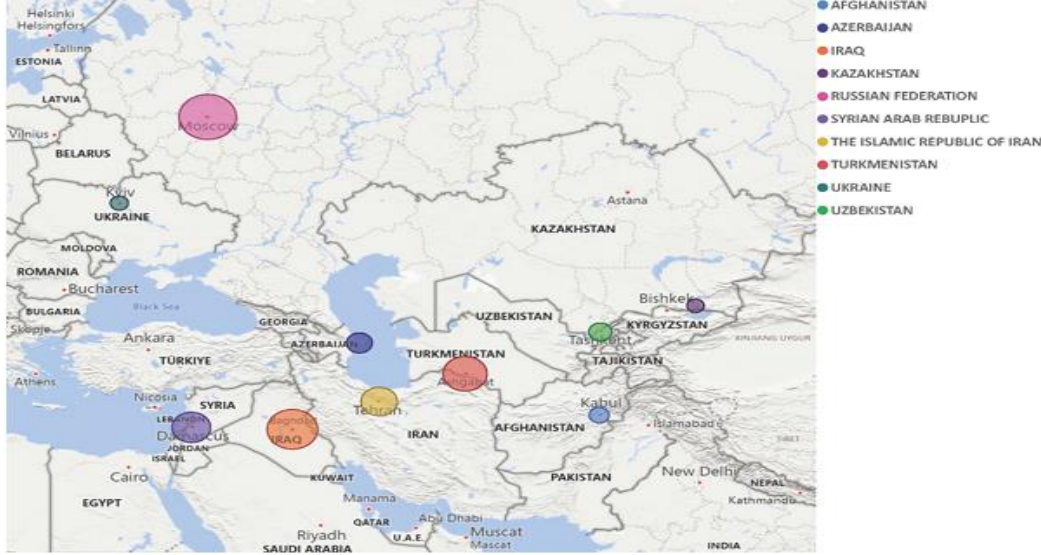 Helsinki
Helsingfors
Tallinn
ESTONIA
LATVIA
Vilnius
BELARUS
Moscow
Kyiv
UKRAINE
MOLDOVA
ROMANIA
Bucharest
BULGARIA
Skopje
Black Sea
GEORGIA
AZERBAIJAN
Ankara
TÜRKIYE
Athens
Nicosia
SYRIA
LEBANON
Damascus
JORDAN
ISRAEL
Cairo
EGYPT
Baghdad
IRAQ
KUWAIT
Manama
QATAR
Abu Dhabi
U.A.E.
Muscat
Mascat
Riyadh
SAUDI ARABIA
Tehran
IRAN
Astana
KAZAKHSTAN
Bishkek
UZBEKISTAN
KYRGYZSTAN
Tashkent
TAJIKISTAN
TURKMENISTAN
Ashgabat
Kabul
AFGHANISTAN
Islamabad
PAKISTAN
New Delhi
NEPAL
Kathmandu
INDIA
XINJIANG UYGUR
TIBET
AFGHANISTAN
AZERBAIJAN
IRAQ
KAZAKHSTAN
RUSSIAN FEDERATION
SYRIAN ARAB REBUPLIC
THE ISLAMIC REPUBLIC OF IRAN
TURKMENISTAN
UKRAINE
UZBEKISTAN